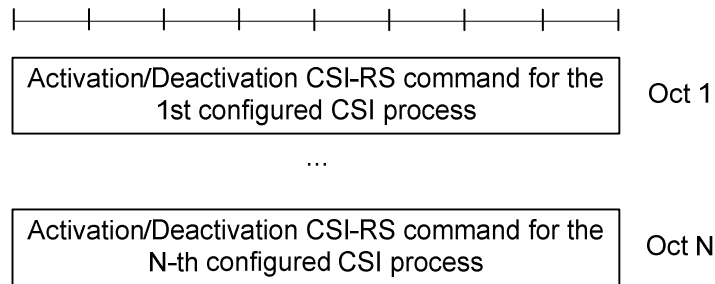 Activation/Deactivation CSI-RS command for the
1st configured CSI process
Oct 1
...
Activation/Deactivation CSI-RS command for the
N-th configured CSI process
Oct N